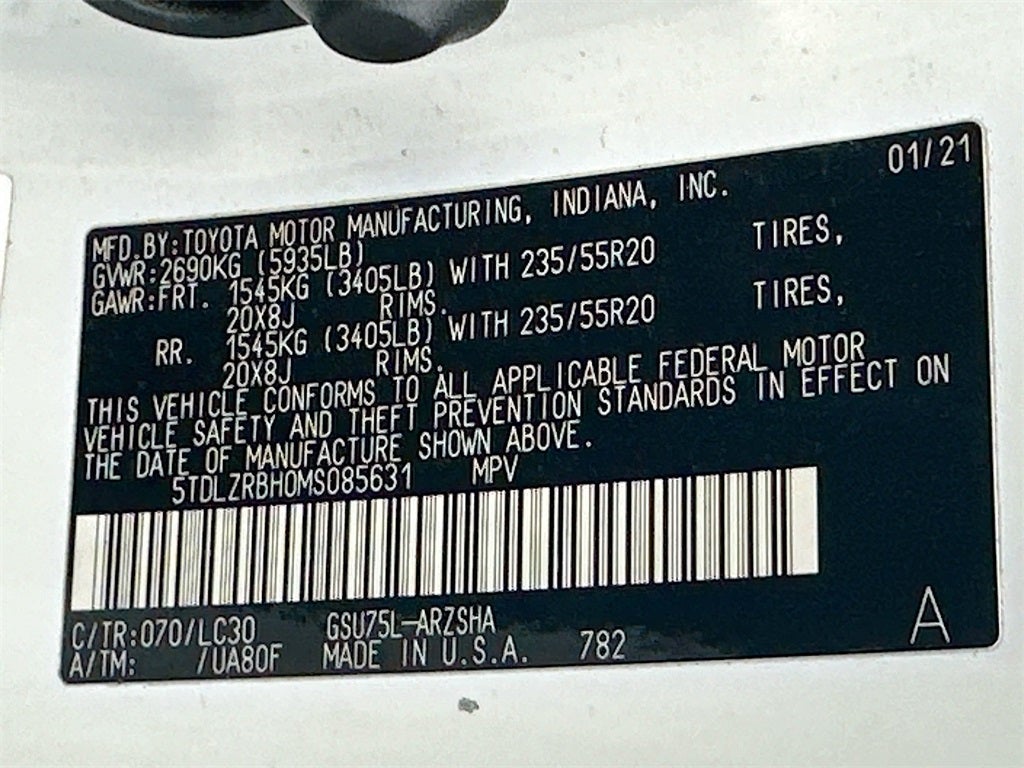 01/21
MFD.BY:TOYOTA MOTOR MANUFACTURING, INDIANA, INC.
GVWR:2690KG (5935LB)
GAWR:FRT. 1545KG (3405LB) WITH 235/55R20 TIRES,
20X8J RIMS.
RR. 1545KG (3405LB) WITH 235/55R20 TIRES,
20X8J RIMS.
THIS VEHICLE CONFORMS TO ALL APPLICABLE FEDERAL MOTOR
VEHICLE SAFETY AND THEFT PREVENTION STANDARDS IN EFFECT ON
THE DATE OF MANUFACTURE SHOWN ABOVE.
5TDLZRBH0MS085631 MPV
C/TR:070/LC30 GSU75L-ARZSHA
A/TM: /UA80F MADE IN U.S.A. 782
A